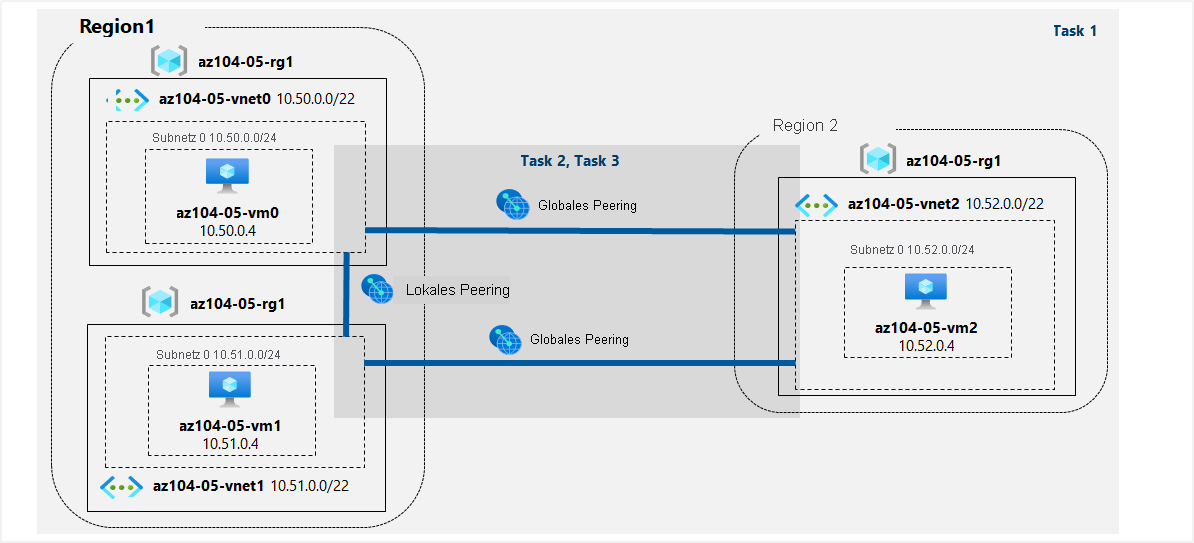 Region1
Task 1
az104-05-rg1
az104-05-vnet0 10.50.0.0/22
Subnetz 0 10.50.0.0/24
az104-05-vm0
10.50.0.4
Task 2, Task 3
Globales Peering
Region 2
az104-05-rg1
az104-05-vnet2 10.52.0.0/22
Subnetz 0 10.52.0.0/24
az104-05-vm2
10.52.0.4
Lokales Peering
az104-05-rg1
Globales Peering
Subnetz 0 10.51.0.0/24
az104-05-vm1
10.51.0.4
az104-05-vnet1 10.51.0.0/22